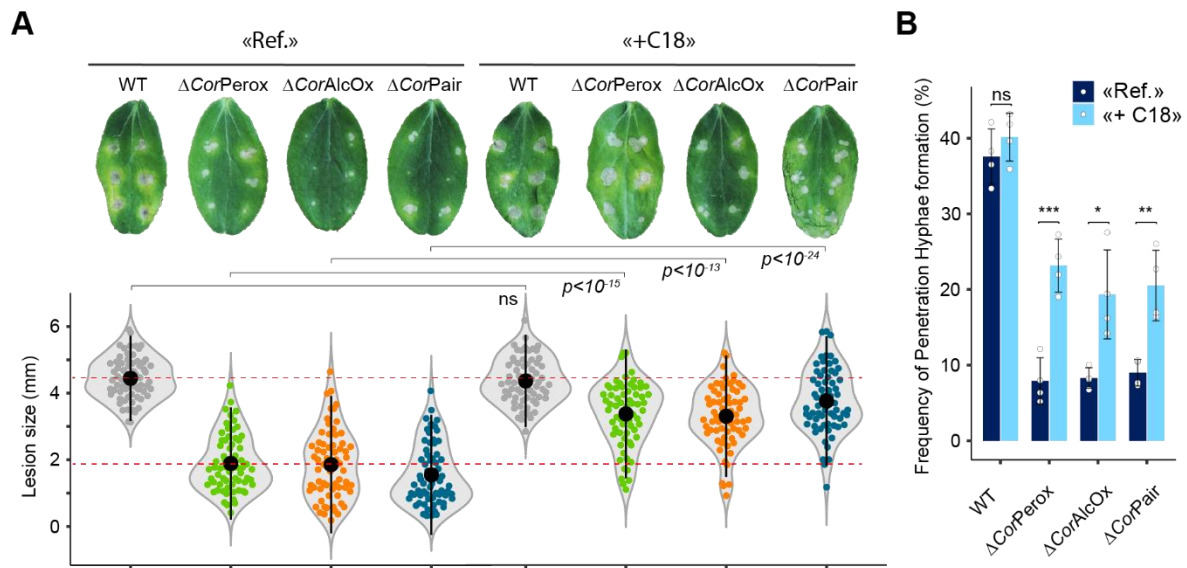 A
«Ref.»
«+C18»
WT ΔCorPerox ΔCorAlcOx ΔCorPair WT ΔCorPerox ΔCorAlcOx ΔCorPair
ns
p<10⁻¹⁵
p<10⁻¹³
p<10⁻²⁴
Lesion size (mm)
6
4
2
0
B
«Ref.»
«+ C18»
Frequency of Penetration Hyphae formation (%)
40
30
20
10
0
ns
***
*
**
WT
ΔCorPerox
ΔCorAlcOx
ΔCorPair